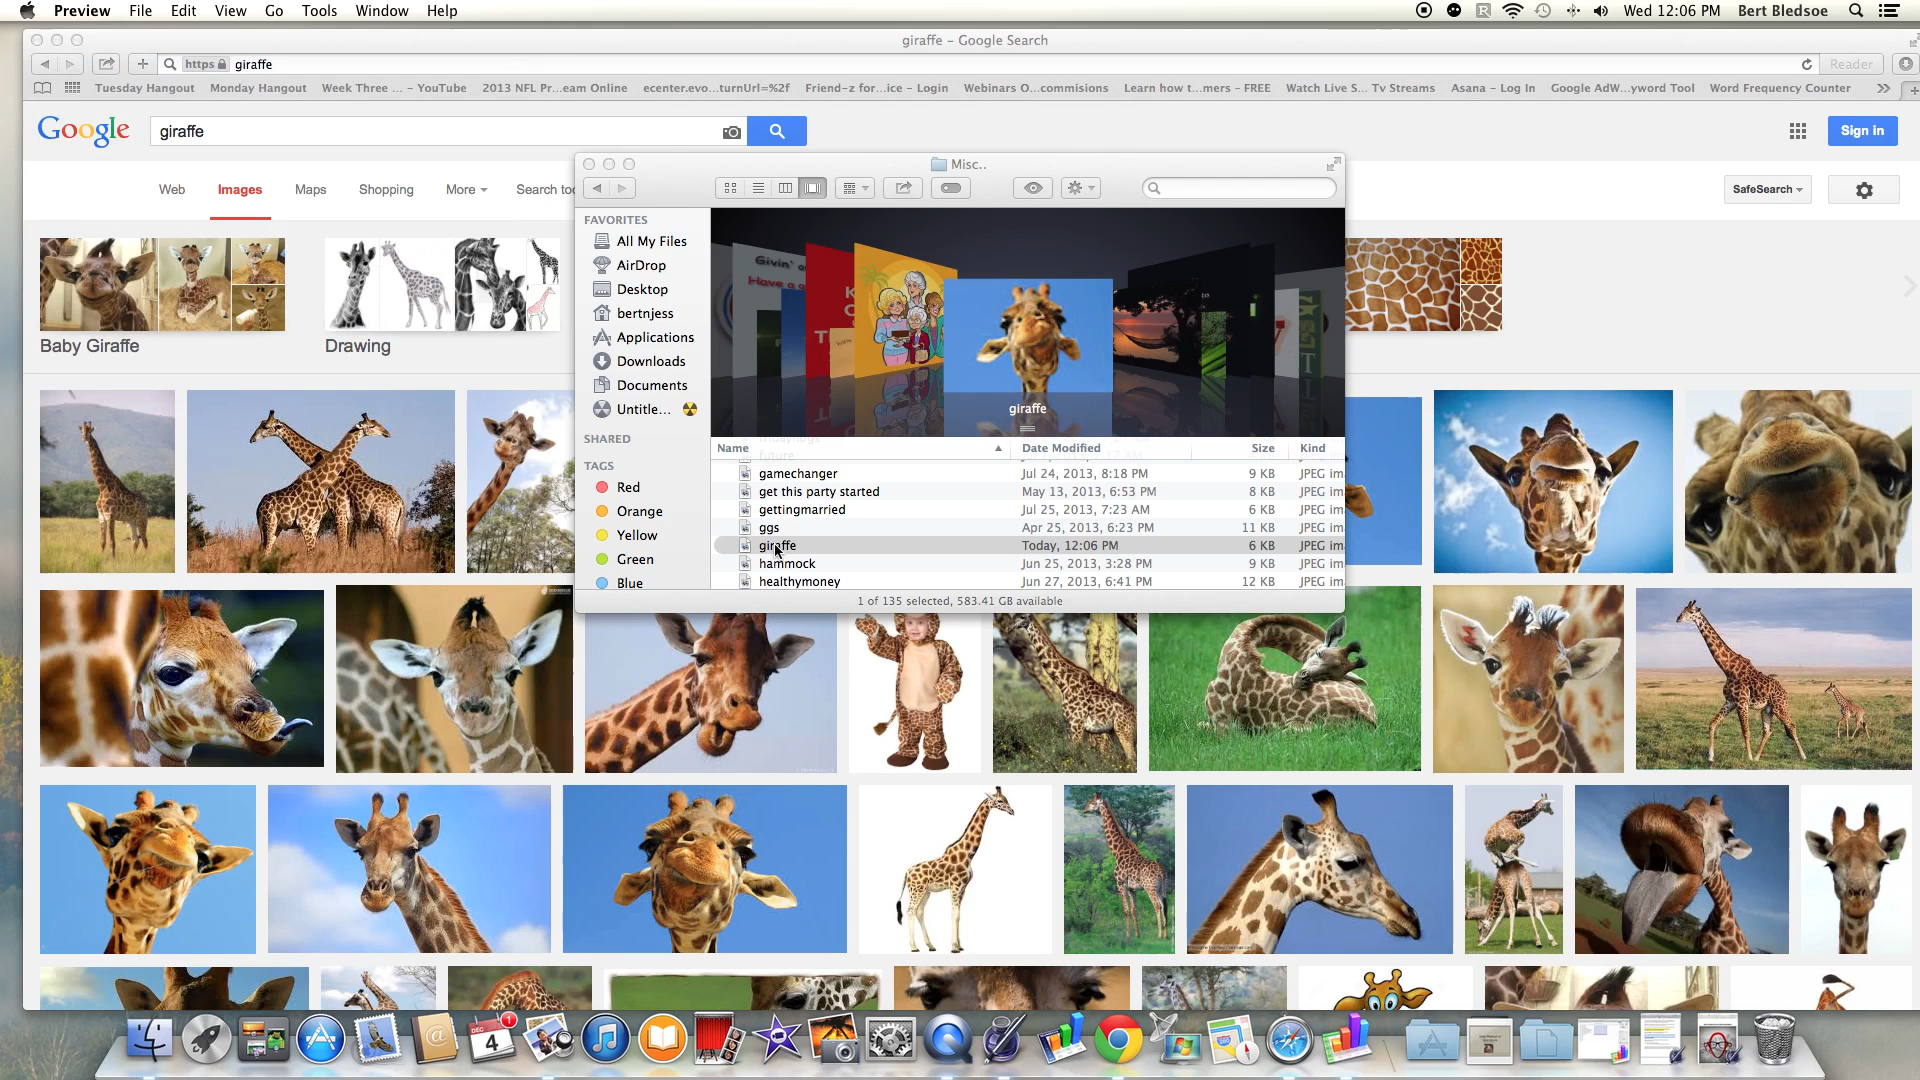 Preview File Edit View Go Tools Window Help
Wed 12:06 PM Bert Bledsoe
giraffe – Google Search
https giraffe
Reader
Tuesday Hangout Monday Hangout Week Three ... – YouTube 2013 NFL Pr...eam Online ecenter.evo...turnUrl=%2f Friend-z for...ice - Login Webinars O...commisions Learn how t...mers - FREE Watch Live S... Tv Streams Asana - Log In Google AdW...yword Tool Word Frequency Counter
Google
giraffe
Sign in
Web Images Maps Shopping More Search too
SafeSearch
Baby Giraffe
Drawing
Misc..
FAVORITES
All My Files
AirDrop
Desktop
bertnjess
Applications
Downloads
Documents
Untitle...
SHARED
TAGS
Red
Orange
Yellow
Green
Blue
Givin'
Have a
giraffe
Name Date Modified Size Kind
future
gamechanger Jul 24, 2013, 8:18 PM 9 KB JPEG im
get this party started May 13, 2013, 6:53 PM 8 KB JPEG im
gettingmarried Jul 25, 2013, 7:23 AM 6 KB JPEG im
ggs Apr 25, 2013, 6:23 PM 11 KB JPEG im
giraffe Today, 12:06 PM 6 KB JPEG im
hammock Jun 25, 2013, 3:28 PM 9 KB JPEG im
healthymoney Jun 27, 2013, 6:41 PM 12 KB JPEG im
1 of 135 selected, 583.41 GB available
DEC
4
1